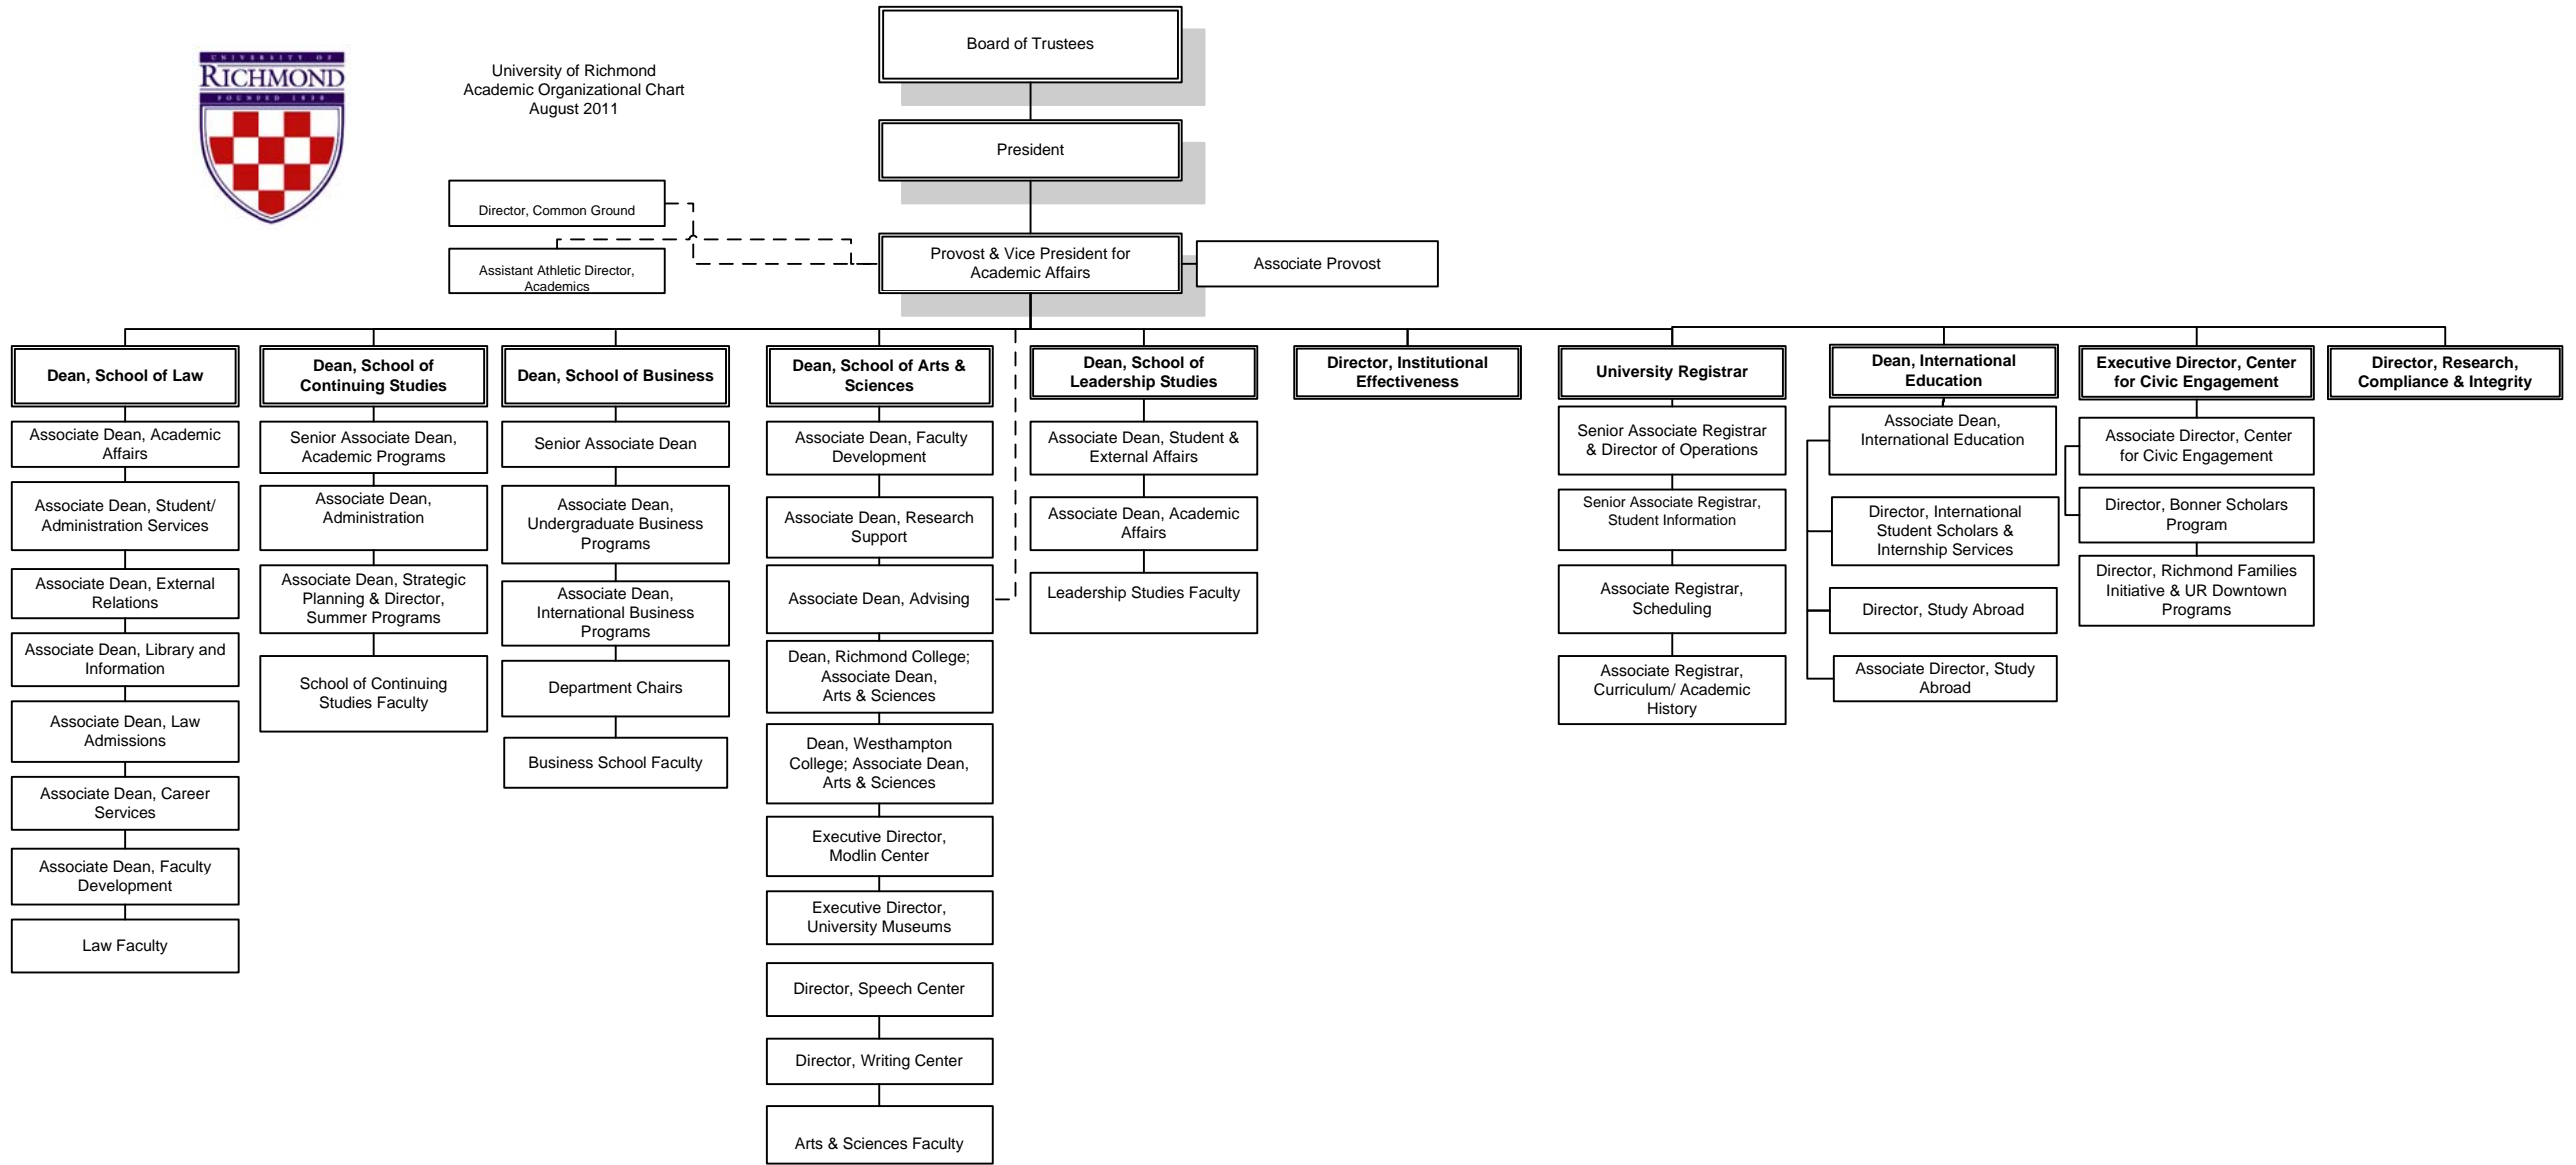 UNIVERSITY OF
RICHMOND
FOUNDED 1830
University of Richmond
Academic Organizational Chart
August 2011
Board of Trustees
President
Director, Common Ground
Assistant Athletic Director,
Academics
Provost & Vice President for
Academic Affairs
Associate Provost
Dean, School of Law
Associate Dean, Academic
Affairs
Associate Dean, Student/
Administration Services
Associate Dean, External
Relations
Associate Dean, Library and
Information
Associate Dean, Law
Admissions
Associate Dean, Career
Services
Associate Dean, Faculty
Development
Law Faculty
Dean, School of
Continuing Studies
Senior Associate Dean,
Academic Programs
Associate Dean,
Administration
Associate Dean, Strategic
Planning & Director,
Summer Programs
School of Continuing
Studies Faculty
Dean, School of Business
Senior Associate Dean
Associate Dean,
Undergraduate Business
Programs
Associate Dean,
International Business
Programs
Department Chairs
Business School Faculty
Dean, School of Arts &
Sciences
Associate Dean, Faculty
Development
Associate Dean, Research
Support
Associate Dean, Advising
Dean, Richmond College;
Associate Dean,
Arts & Sciences
Dean, Westhampton
College; Associate Dean,
Arts & Sciences
Executive Director,
Modlin Center
Executive Director,
University Museums
Director, Speech Center
Director, Writing Center
Arts & Sciences Faculty
Dean, School of
Leadership Studies
Associate Dean, Student &
External Affairs
Associate Dean, Academic
Affairs
Leadership Studies Faculty
Director, Institutional
Effectiveness
University Registrar
Senior Associate Registrar
& Director of Operations
Senior Associate Registrar,
Student Information
Associate Registrar,
Scheduling
Associate Registrar,
Curriculum/ Academic
History
Dean, International
Education
Associate Dean,
International Education
Director, International
Student Scholars &
Internship Services
Director, Study Abroad
Associate Director, Study
Abroad
Executive Director, Center
for Civic Engagement
Associate Director, Center
for Civic Engagement
Director, Bonner Scholars
Program
Director, Richmond Families
Initiative & UR Downtown
Programs
Director, Research,
Compliance & Integrity